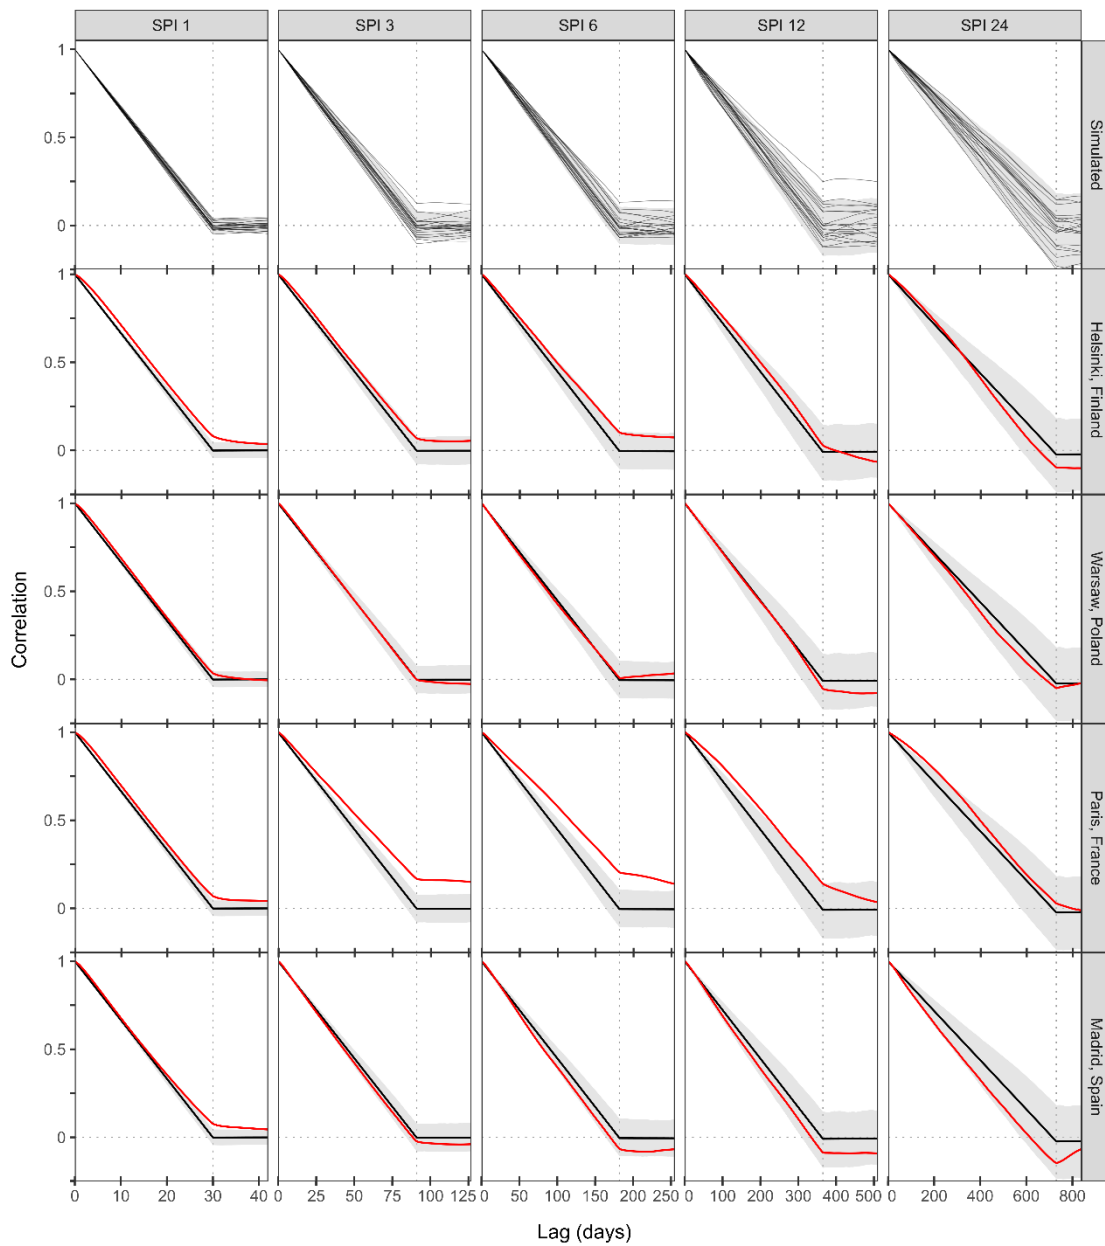 SPI 1 SPI 3 SPI 6 SPI 12 SPI 24
1
0.5
0
Simulated
1
0.5
0
Helsinki, Finland
1
0.5
0
Warsaw, Poland
1
0.5
0
Paris, France
1
0.5
0
Madrid, Spain
Correlation
0 10 20 30 40 0 25 50 75 100 125 0 50 100 150 200 250 0 100 200 300 400 500 0 200 400 600 800
Lag (days)